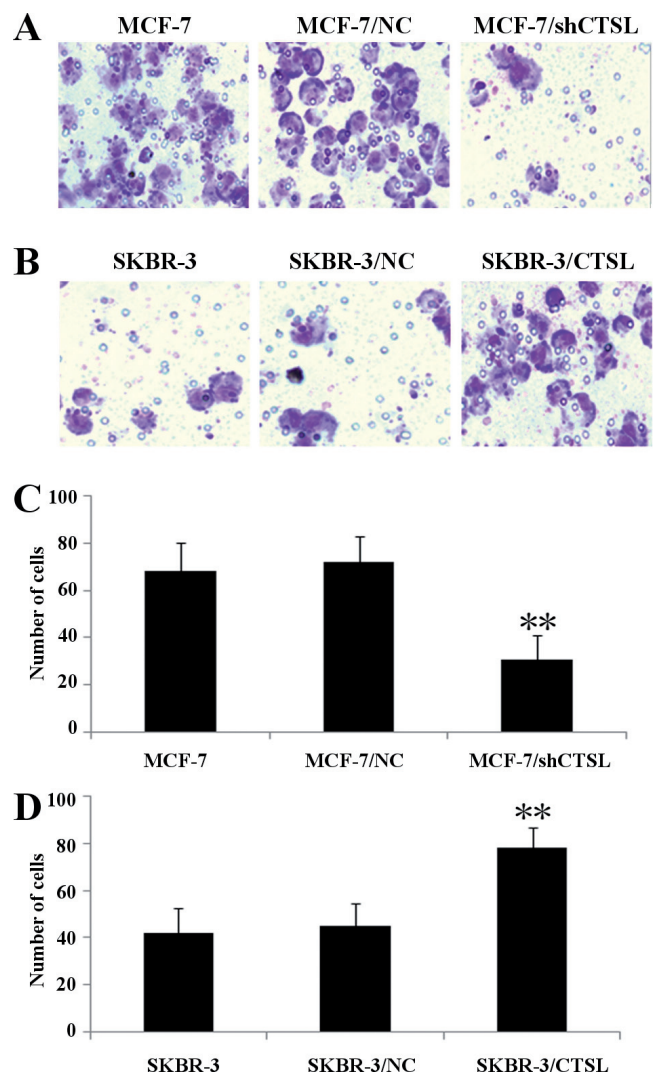 A
MCF-7 MCF-7/NC MCF-7/shCTSL
B
SKBR-3 SKBR-3/NC SKBR-3/CTSL
C
Number of cells
100
80
60
40
20
0
**
MCF-7 MCF-7/NC MCF-7/shCTSL
D
Number of cells
100
80
60
40
20
0
**
SKBR-3 SKBR-3/NC SKBR-3/CTSL